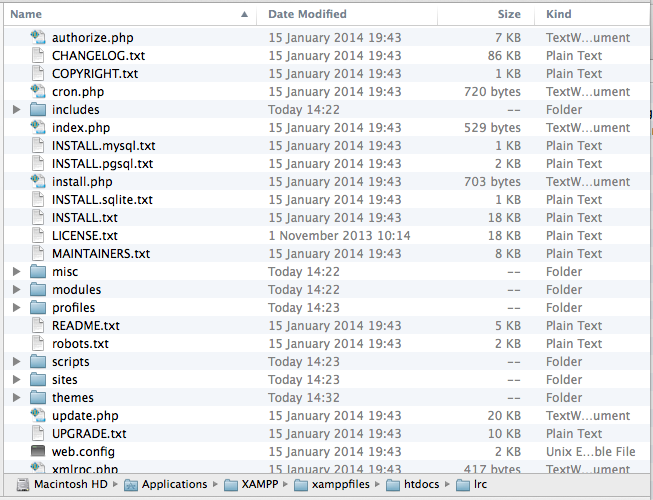 Name Date Modified Size Kind
authorize.php 15 January 2014 19:43 7 KB TextW...ument
CHANGELOG.txt 15 January 2014 19:43 86 KB Plain Text
COPYRIGHT.txt 15 January 2014 19:43 1 KB Plain Text
cron.php 15 January 2014 19:43 720 bytes TextW...ument
includes Today 14:22 -- Folder
index.php 15 January 2014 19:43 529 bytes TextW...ument
INSTALL.mysql.txt 15 January 2014 19:43 1 KB Plain Text
INSTALL.pgsql.txt 15 January 2014 19:43 2 KB Plain Text
install.php 15 January 2014 19:43 703 bytes TextW...ument
INSTALL.sqlite.txt 15 January 2014 19:43 1 KB Plain Text
INSTALL.txt 15 January 2014 19:43 18 KB Plain Text
LICENSE.txt 1 November 2013 10:14 18 KB Plain Text
MAINTAINERS.txt 15 January 2014 19:43 8 KB Plain Text
misc Today 14:22 -- Folder
modules Today 14:22 -- Folder
profiles Today 14:23 -- Folder
README.txt 15 January 2014 19:43 5 KB Plain Text
robots.txt 15 January 2014 19:43 2 KB Plain Text
scripts Today 14:23 -- Folder
sites Today 14:23 -- Folder
themes Today 14:32 -- Folder
update.php 15 January 2014 19:43 20 KB TextW...ument
UPGRADE.txt 15 January 2014 19:43 10 KB Plain Text
web.config 15 January 2014 19:43 2 KB Unix E...ble File
xmlrpc.php 15 January 2014 19:43 417 bytes TextW...ument
Macintosh HD Applications XAMPP xamppfiles htdocs lrc